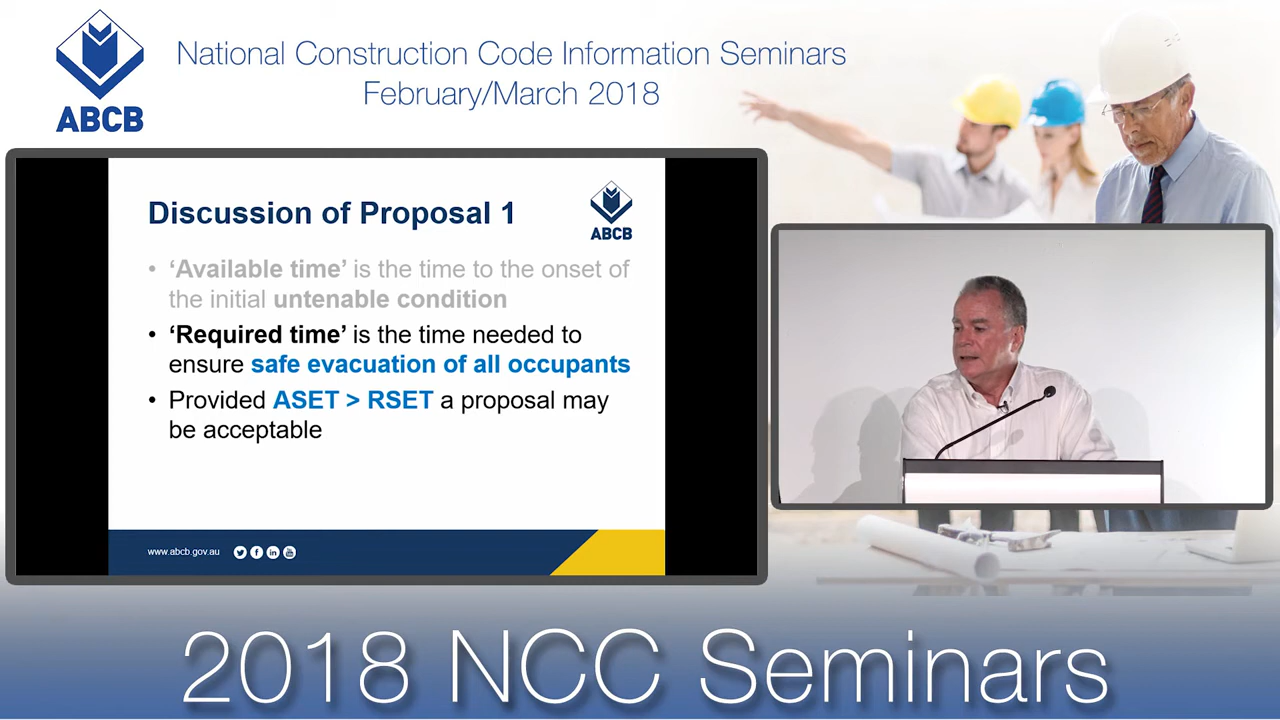 ABCB
National Construction Code Information Seminars
February/March 2018
Discussion of Proposal 1
ABCB
• ‘Available time’ is the time to the onset of
the initial untenable condition
• ‘Required time’ is the time needed to
ensure safe evacuation of all occupants
• Provided ASET > RSET a proposal may
be acceptable
www.abcb.gov.au
2018 NCC Seminars